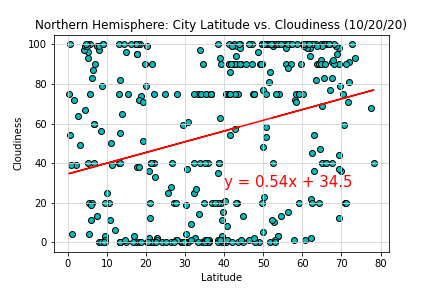 Northern Hemisphere: City Latitude vs. Cloudiness (10/20/20)
100
80
60
40
20
0
Cloudiness
y = 0.54x + 34.5
0 10 20 30 40 50 60 70 80
Latitude